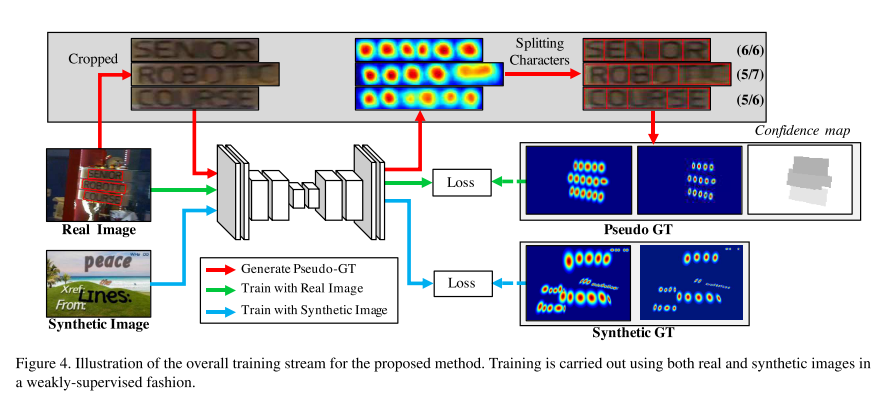 Cropped
SENIOR
ROBOTIC
COURSE
Splitting
Characters
SENIOR
ROBOTIC
COURSE
(6/6)
(5/7)
(5/6)
Confidence map
SENIOR
ROBOTIC
COURSE
Real Image
Loss
Pseudo GT
peace
Xref:
LINES:
From:
Synthetic Image
Generate Pseudo-GT
Train with Real Image
Train with Synthetic Image
Loss
Synthetic GT
Figure 4. Illustration of the overall training stream for the proposed method. Training is carried out using both real and synthetic images in
a weakly-supervised fashion.